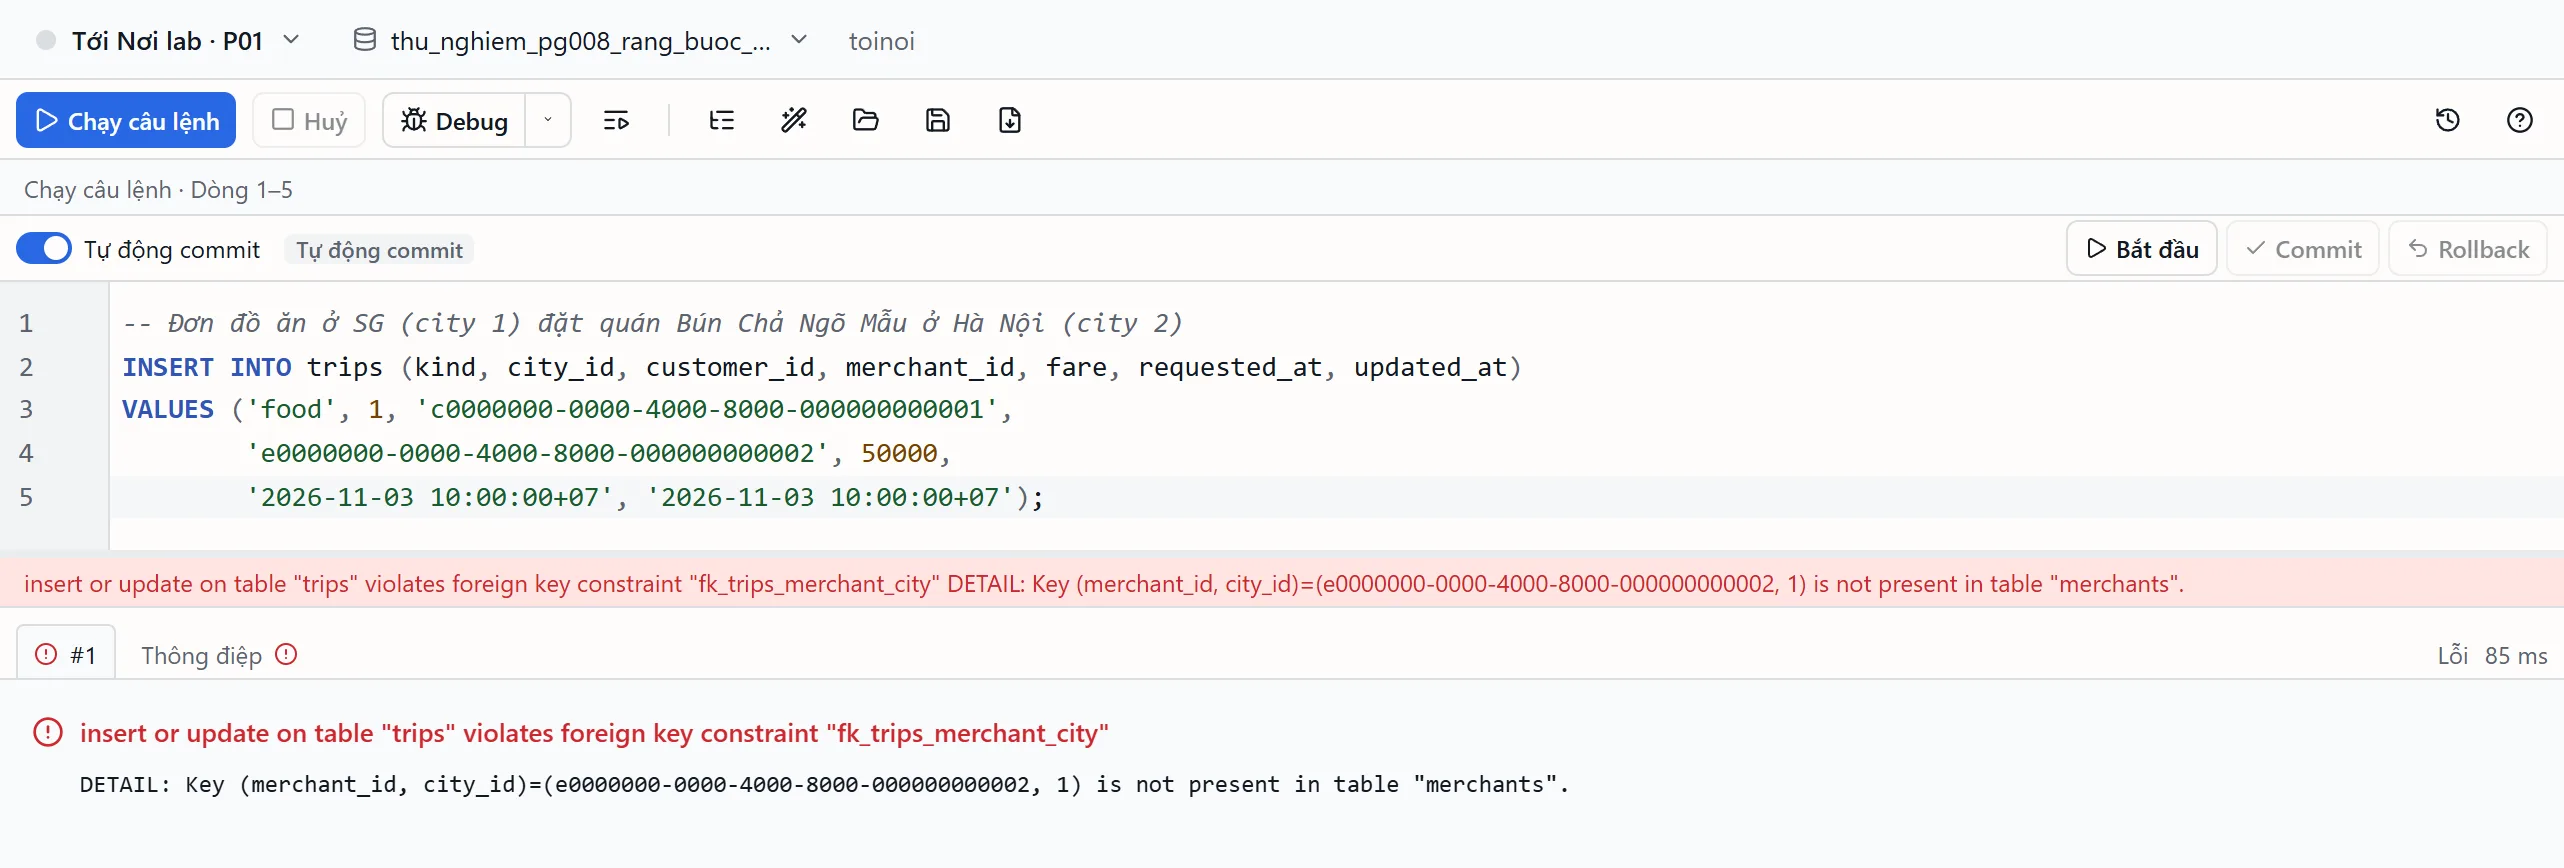 Tới Nơi lab · P01 thu_nghiem_pg008_rang_buoc_... toinoi
Chạy câu lệnh Huỷ Debug
Chạy câu lệnh · Dòng 1–5
Tự động commit Tự động commit Bắt đầu Commit Rollback
1 -- Đơn đồ ăn ở SG (city 1) đặt quán Bún Chả Ngõ Mẫu ở Hà Nội (city 2)
2 INSERT INTO trips (kind, city_id, customer_id, merchant_id, fare, requested_at, updated_at)
3 VALUES ('food', 1, 'c0000000-0000-4000-8000-000000000001',
4 'e0000000-0000-4000-8000-000000000002', 50000,
5 '2026-11-03 10:00:00+07', '2026-11-03 10:00:00+07');
insert or update on table "trips" violates foreign key constraint "fk_trips_merchant_city" DETAIL: Key (merchant_id, city_id)=(e0000000-0000-4000-8000-000000000002, 1) is not present in table "merchants".
#1 Thông điệp Lỗi 85 ms
insert or update on table "trips" violates foreign key constraint "fk_trips_merchant_city"
DETAIL: Key (merchant_id, city_id)=(e0000000-0000-4000-8000-000000000002, 1) is not present in table "merchants".